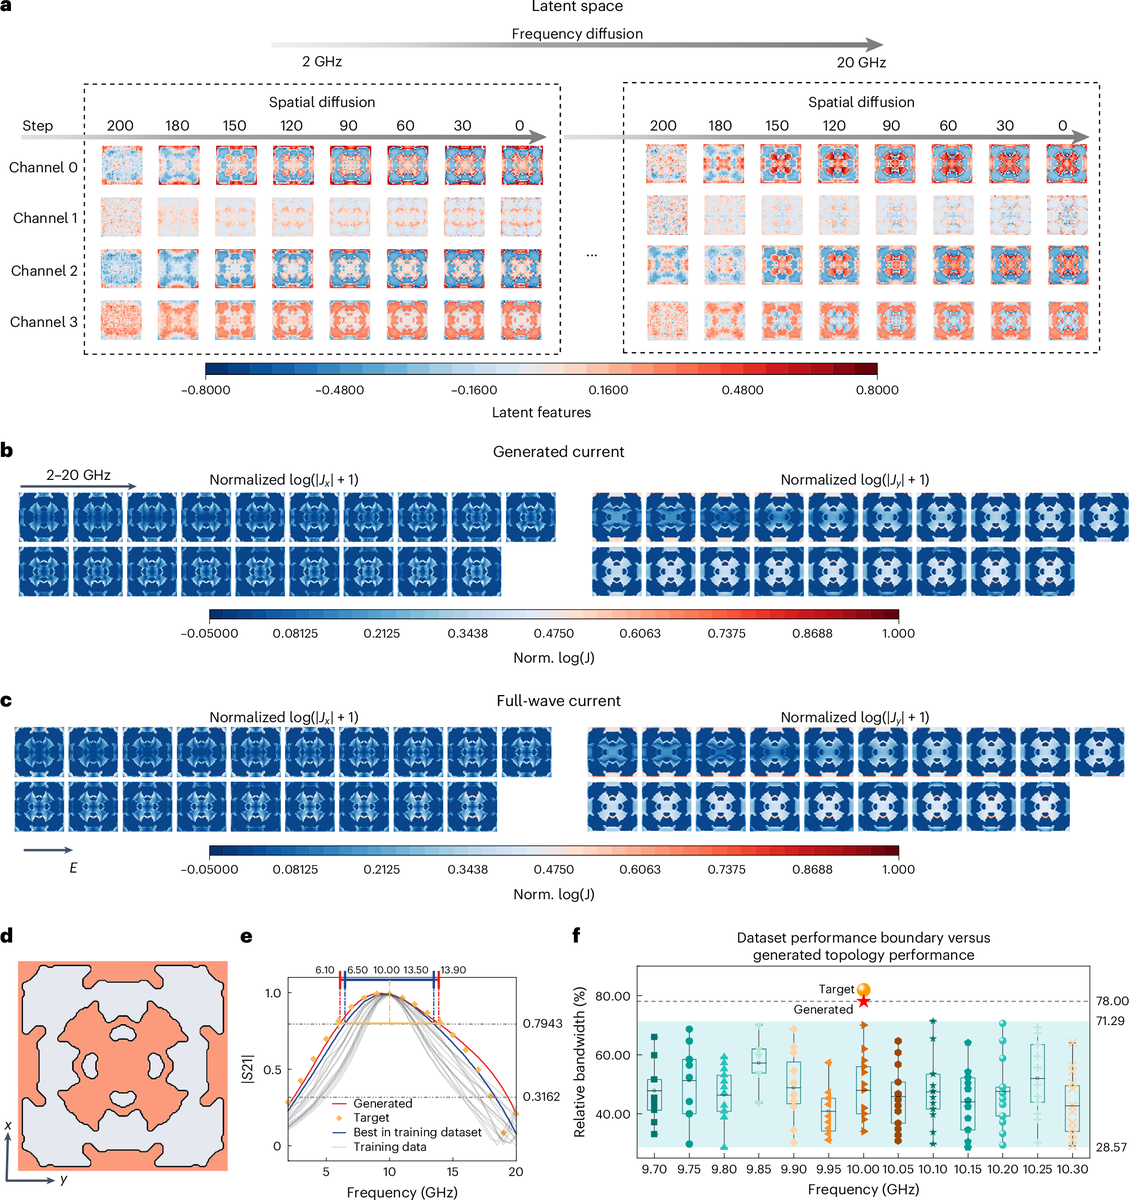 a
Latent space
Frequency diffusion
2 GHz 20 GHz
Spatial diffusion Spatial diffusion
Step 200 180 150 120 90 60 30 0 200 180 150 120 90 60 30 0
Channel 0
Channel 1
Channel 2
...
Channel 3
−0.8000 −0.4800 −0.1600 0.1600 0.4800 0.8000
Latent features
b
Generated current
2–20 GHz
Normalized log(|Jx| + 1) Normalized log(|Jy| + 1)
−0.05000 0.08125 0.2125 0.3438 0.4750 0.6063 0.7375 0.8688 1.000
Norm. log(J)
c
Full-wave current
Normalized log(|Jx| + 1) Normalized log(|Jy| + 1)
E
−0.05000 0.08125 0.2125 0.3438 0.4750 0.6063 0.7375 0.8688 1.000
Norm. log(J)
d
x
y
e
6.10 6.50 10.00 13.50 13.90
1.0
0.5
0
|S21|
0.7943
0.3162
Generated
Target
Best in training dataset
Training data
5 10 15 20
Frequency (GHz)
f
Dataset performance boundary versus
generated topology performance
Relative bandwidth (%)
80.00
60.00
40.00
Target
Generated
78.00
71.29
28.57
9.70 9.75 9.80 9.85 9.90 9.95 10.00 10.05 10.10 10.15 10.20 10.25 10.30
Frequency (GHz)